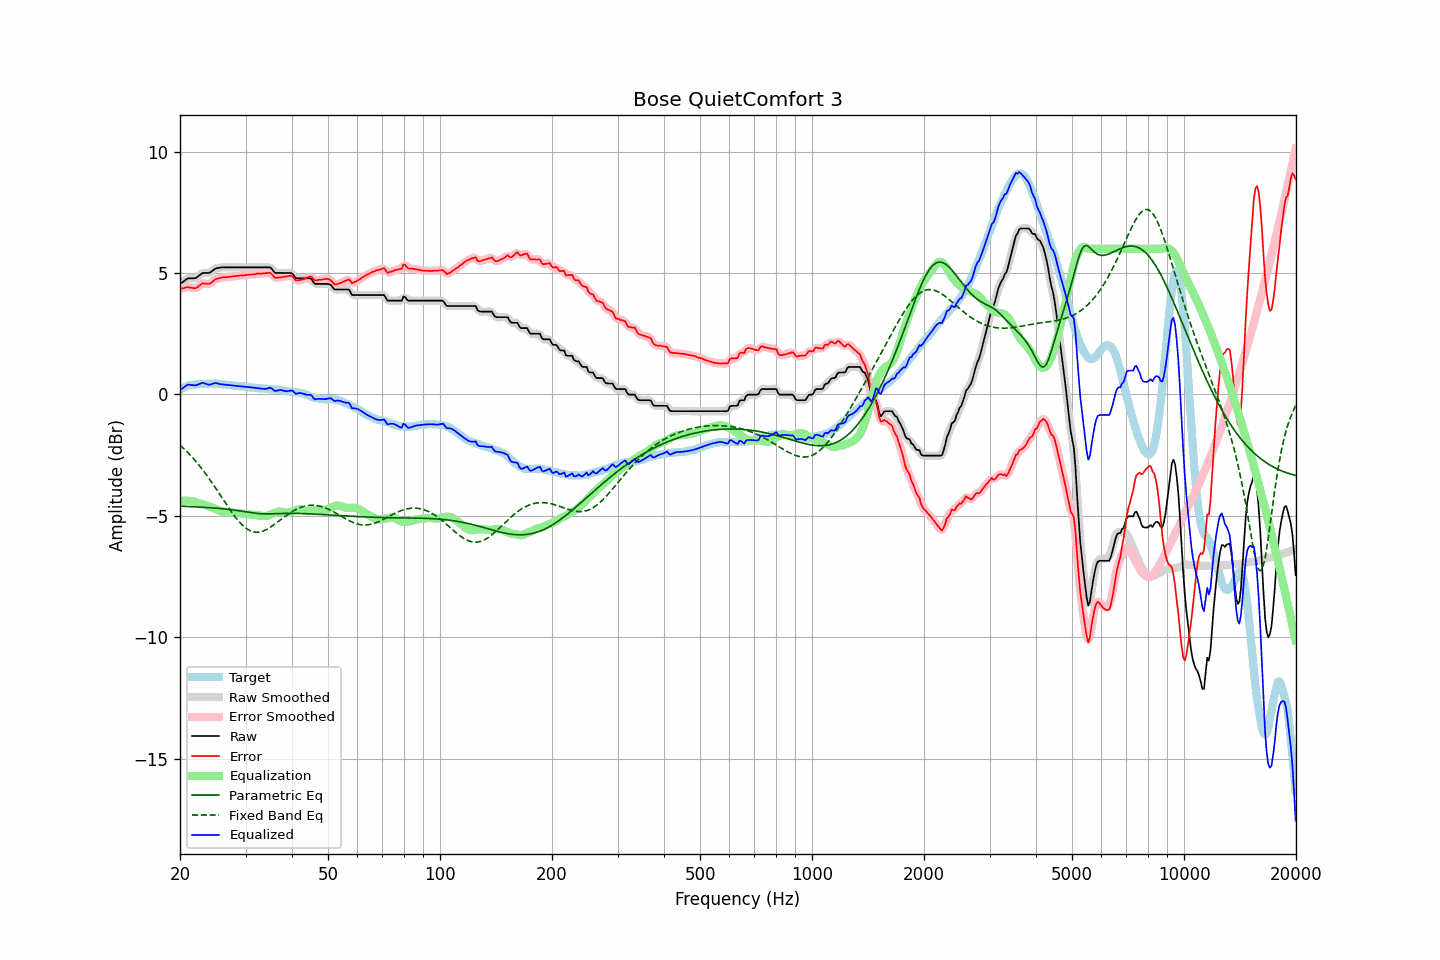 Bose QuietComfort 3
Amplitude (dBr)
10
5
0
−5
−10
−15
Target
Raw Smoothed
Error Smoothed
Raw
Error
Equalization
Parametric Eq
Fixed Band Eq
Equalized
20 50 100 200 500 1000 2000 5000 10000 20000
Frequency (Hz)